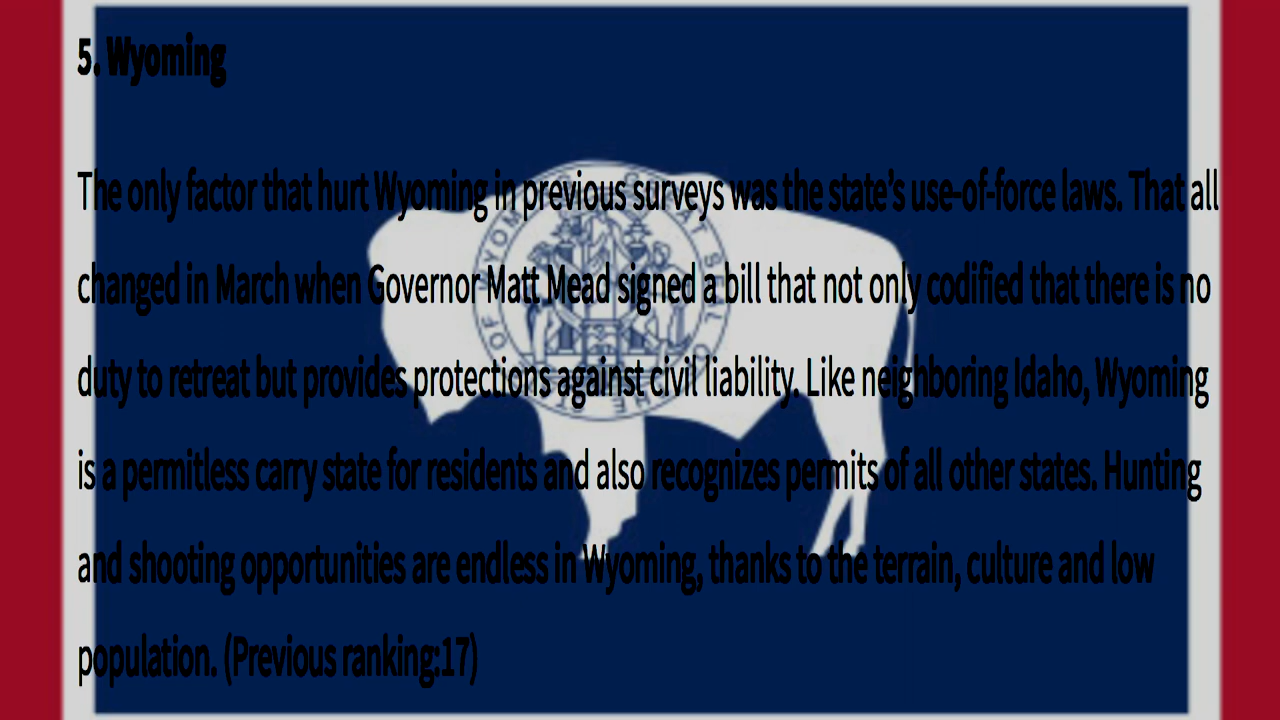 5. Wyoming
The only factor that hurt Wyoming in previous surveys was the state’s use-of-force laws. That all
changed in March when Governor Matt Mead signed a bill that not only codified that there is no
duty to retreat but provides protections against civil liability. Like neighboring Idaho, Wyoming
is a permitless carry state for residents and also recognizes permits of all other states. Hunting
and shooting opportunities are endless in Wyoming, thanks to the terrain, culture and low
population. (Previous ranking:17)